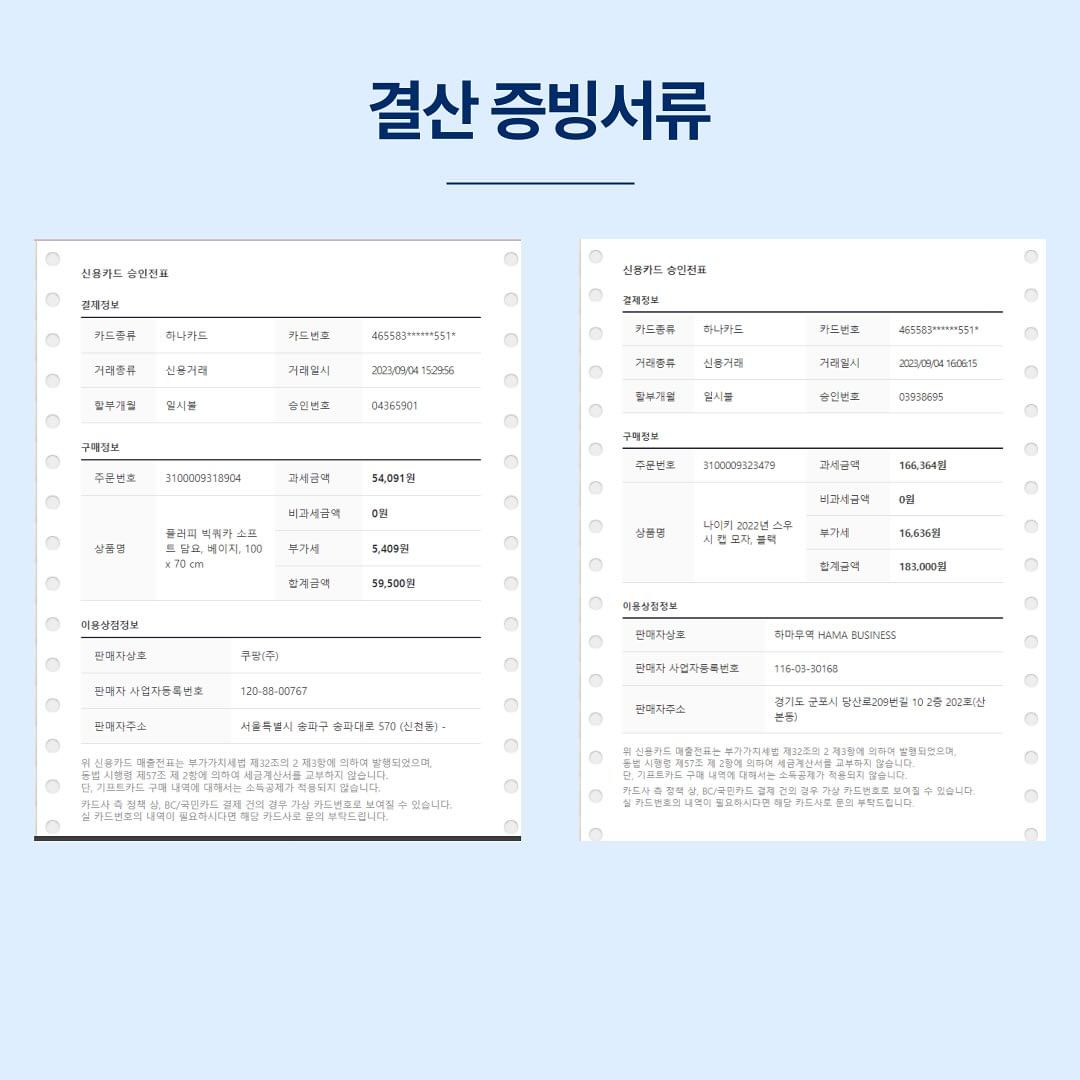 결산 증빙서류
신용카드 승인전표
결제정보
카드종류 하나카드 카드번호 465583******551*
거래종류 신용거래 거래일시 2023/09/04 15:29:56
할부개월 일시불 승인번호 04365901
구매정보
주문번호 3100009318904 과세금액 54,091원
비과세금액 0원
상품명 플러피 빅쿼카 소프
트 담요, 베이지, 100
x 70 cm
부가세 5,409원
합계금액 59,500원
이용상점정보
판매자상호 쿠팡(주)
판매자 사업자등록번호 120-88-00767
판매자주소 서울특별시 송파구 송파대로 570 (신천동) -
위 신용카드 매출전표는 부가가치세법 제32조의 2 제3항에 의하여 발행되었으며,
동법 시행령 제57조 제 2항에 의하여 세금계산서를 교부하지 않습니다.
단, 기프트카드 구매 내역에 대해서는 소득공제가 적용되지 않습니다.
카드사 측 정책 상, BC/국민카드 결제 건의 경우 가상 카드번호로 보여질 수 있습니다.
실 카드번호의 내역이 필요하시다면 해당 카드사로 문의 부탁드립니다.
신용카드 승인전표
결제정보
카드종류 하나카드 카드번호 465583******551*
거래종류 신용거래 거래일시 2023/09/04 16:06:15
할부개월 일시불 승인번호 03938695
구매정보
주문번호 3100009323479 과세금액 166,364원
비과세금액 0원
상품명 나이키 2022년 스우
시 캡 모자, 블랙
부가세 16,636원
합계금액 183,000원
이용상점정보
판매자상호 하마무역 HAMA BUSINESS
판매자 사업자등록번호 116-03-30168
판매자주소 경기도 군포시 당산로209번길 10 2층 202호(산
본동)
위 신용카드 매출전표는 부가가치세법 제32조의 2 제3항에 의하여 발행되었으며,
동법 시행령 제57조 제 2항에 의하여 세금계산서를 교부하지 않습니다.
단, 기프트카드 구매 내역에 대해서는 소득공제가 적용되지 않습니다.
카드사 측 정책 상, BC/국민카드 결제 건의 경우 가상 카드번호로 보여질 수 있습니다.
실 카드번호의 내역이 필요하시다면 해당 카드사로 문의 부탁드립니다.